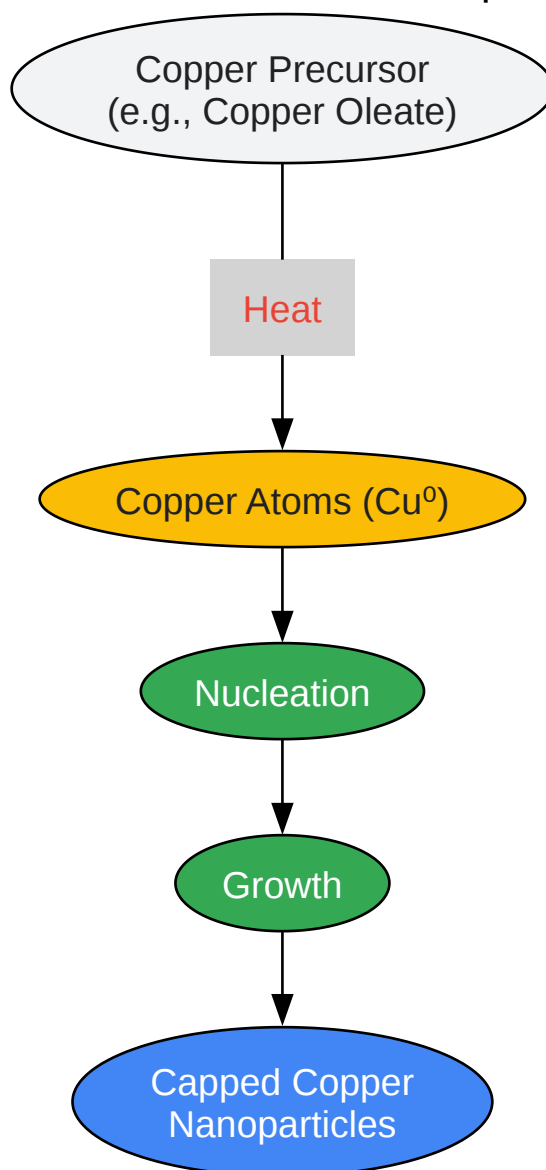 Copper Precursor
(e.g., Copper Oleate)
Heat
Copper Atoms (Cu⁰)
Nucleation
Growth
Capped Copper
Nanoparticles